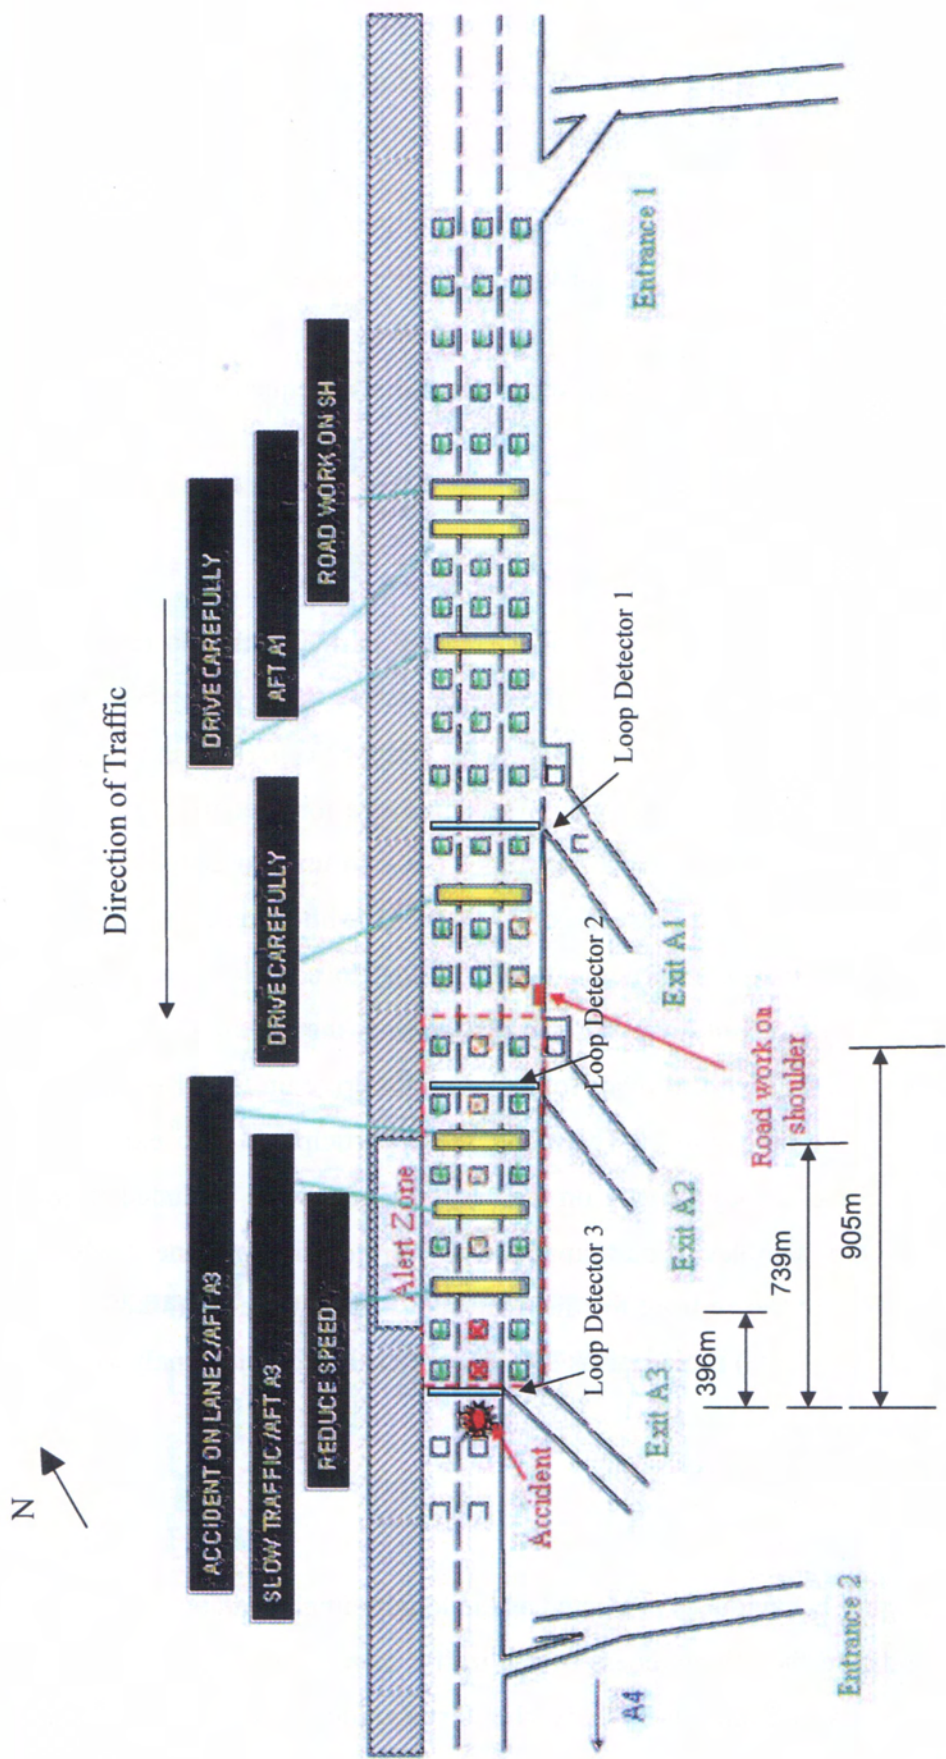 N
Direction of Traffic
ACCIDENT ON LANE 2/AFT A3
SLOW TRAFFIC/AFT A3
REDUCE SPEED
DRIVE CAREFULLY
DRIVE CAREFULLY
AFT A1
ROAD WORK ON SH
Alert Zone
Accident
Loop Detector 3
Loop Detector 2
Loop Detector 1
Exit A3
Exit A2
Exit A1
Road work on
shoulder
Entrance 2
Entrance 1
A4
396m
739m
905m